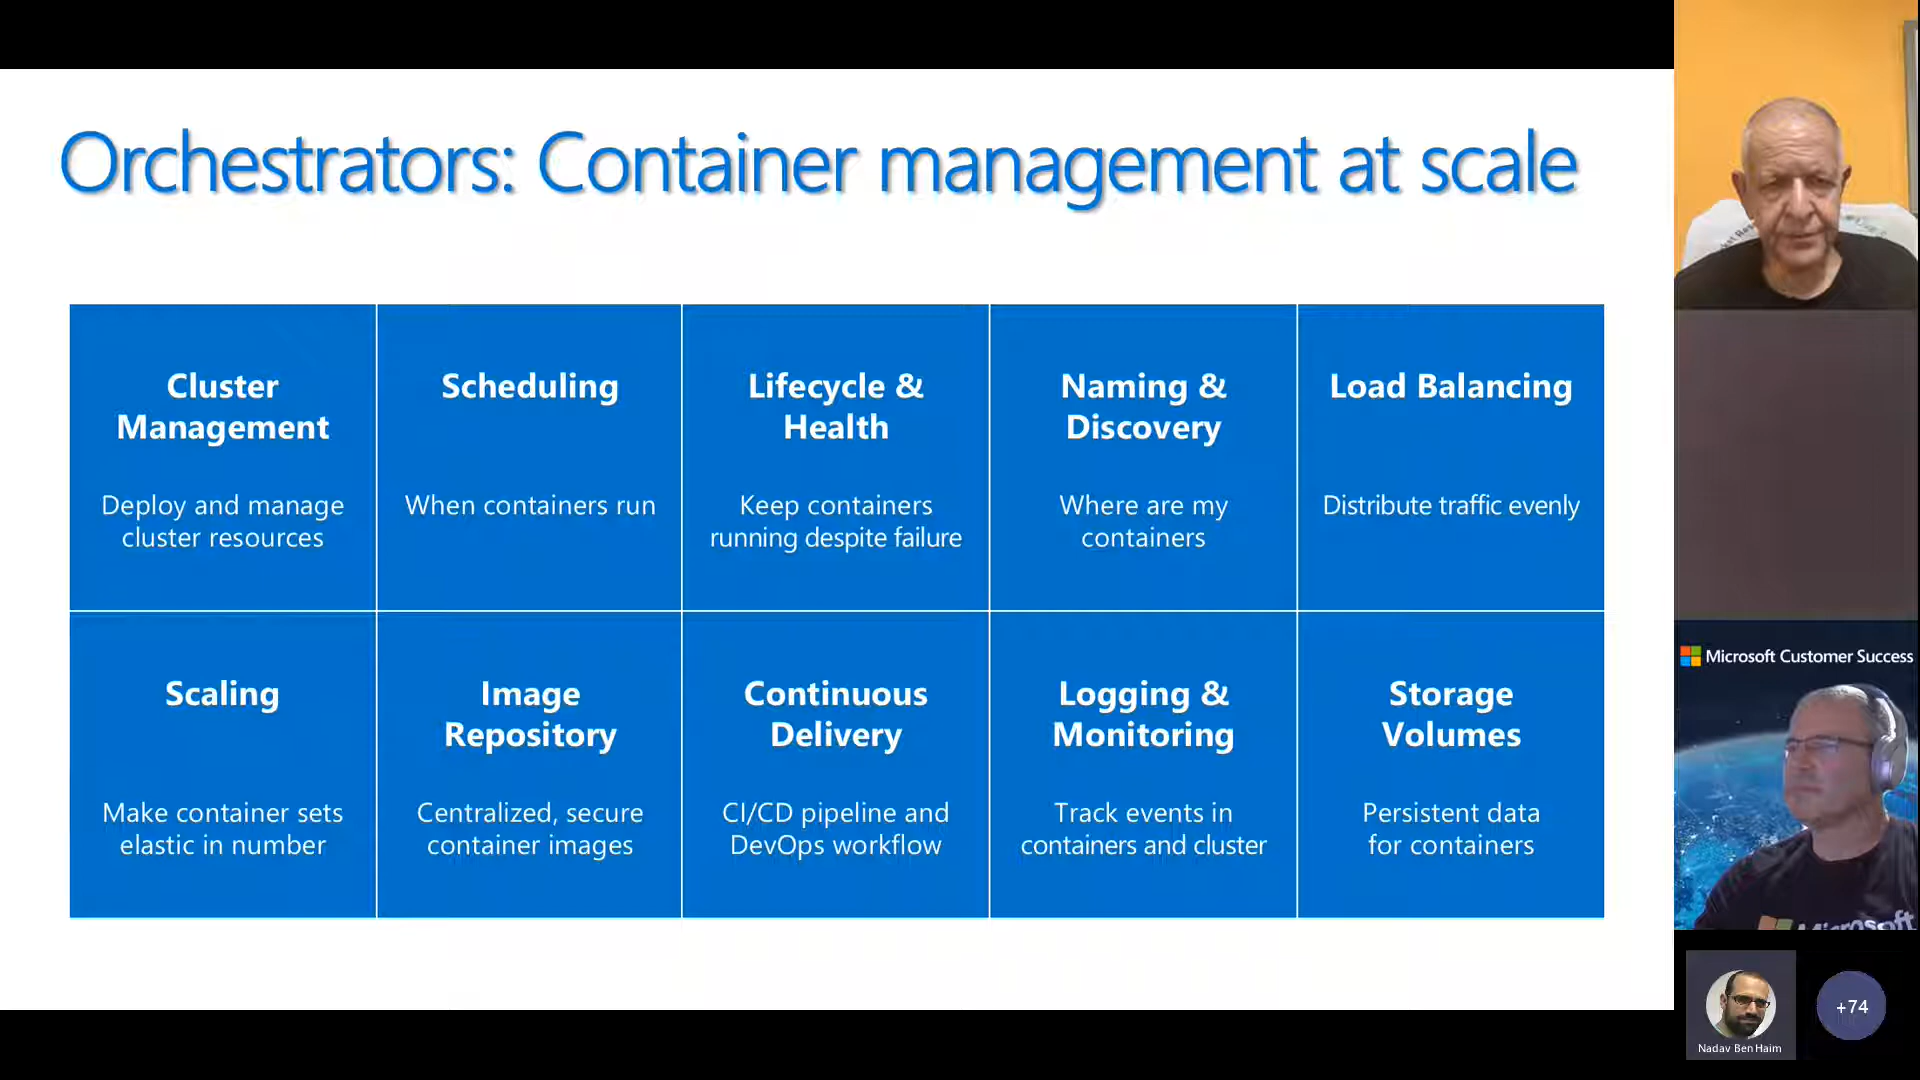 Orchestrators: Container management at scale
Cluster
Management
Deploy and manage
cluster resources
Scheduling
When containers run
Lifecycle &
Health
Keep containers
running despite failure
Naming &
Discovery
Where are my
containers
Load Balancing
Distribute traffic evenly
Scaling
Make container sets
elastic in number
Image
Repository
Centralized, secure
container images
Continuous
Delivery
CI/CD pipeline and
DevOps workflow
Logging &
Monitoring
Track events in
containers and cluster
Storage
Volumes
Persistent data
for containers
Microsoft Customer Success
Microsoft
Nadav Ben Haim
+74